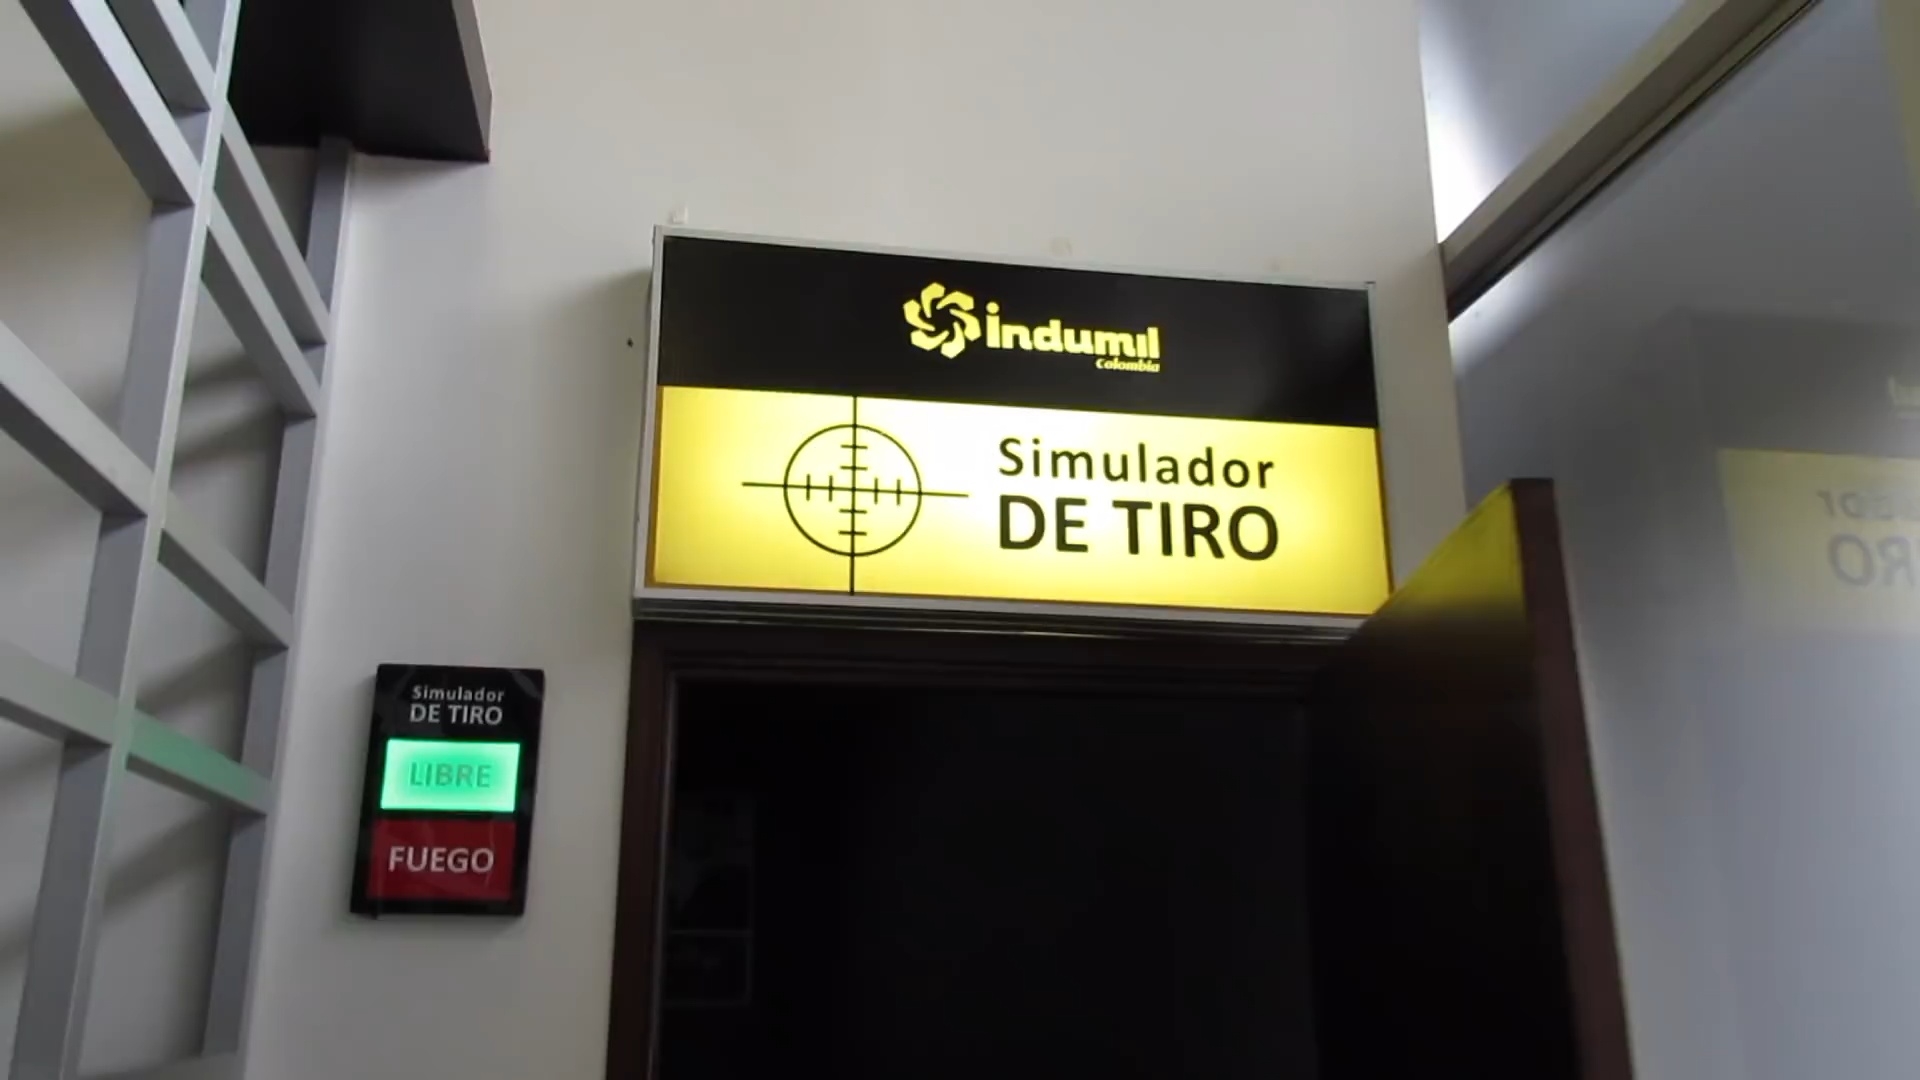 indumil
Colombia
Simulador
DE TIRO
Simulador
DE TIRO
LIBRE
FUEGO